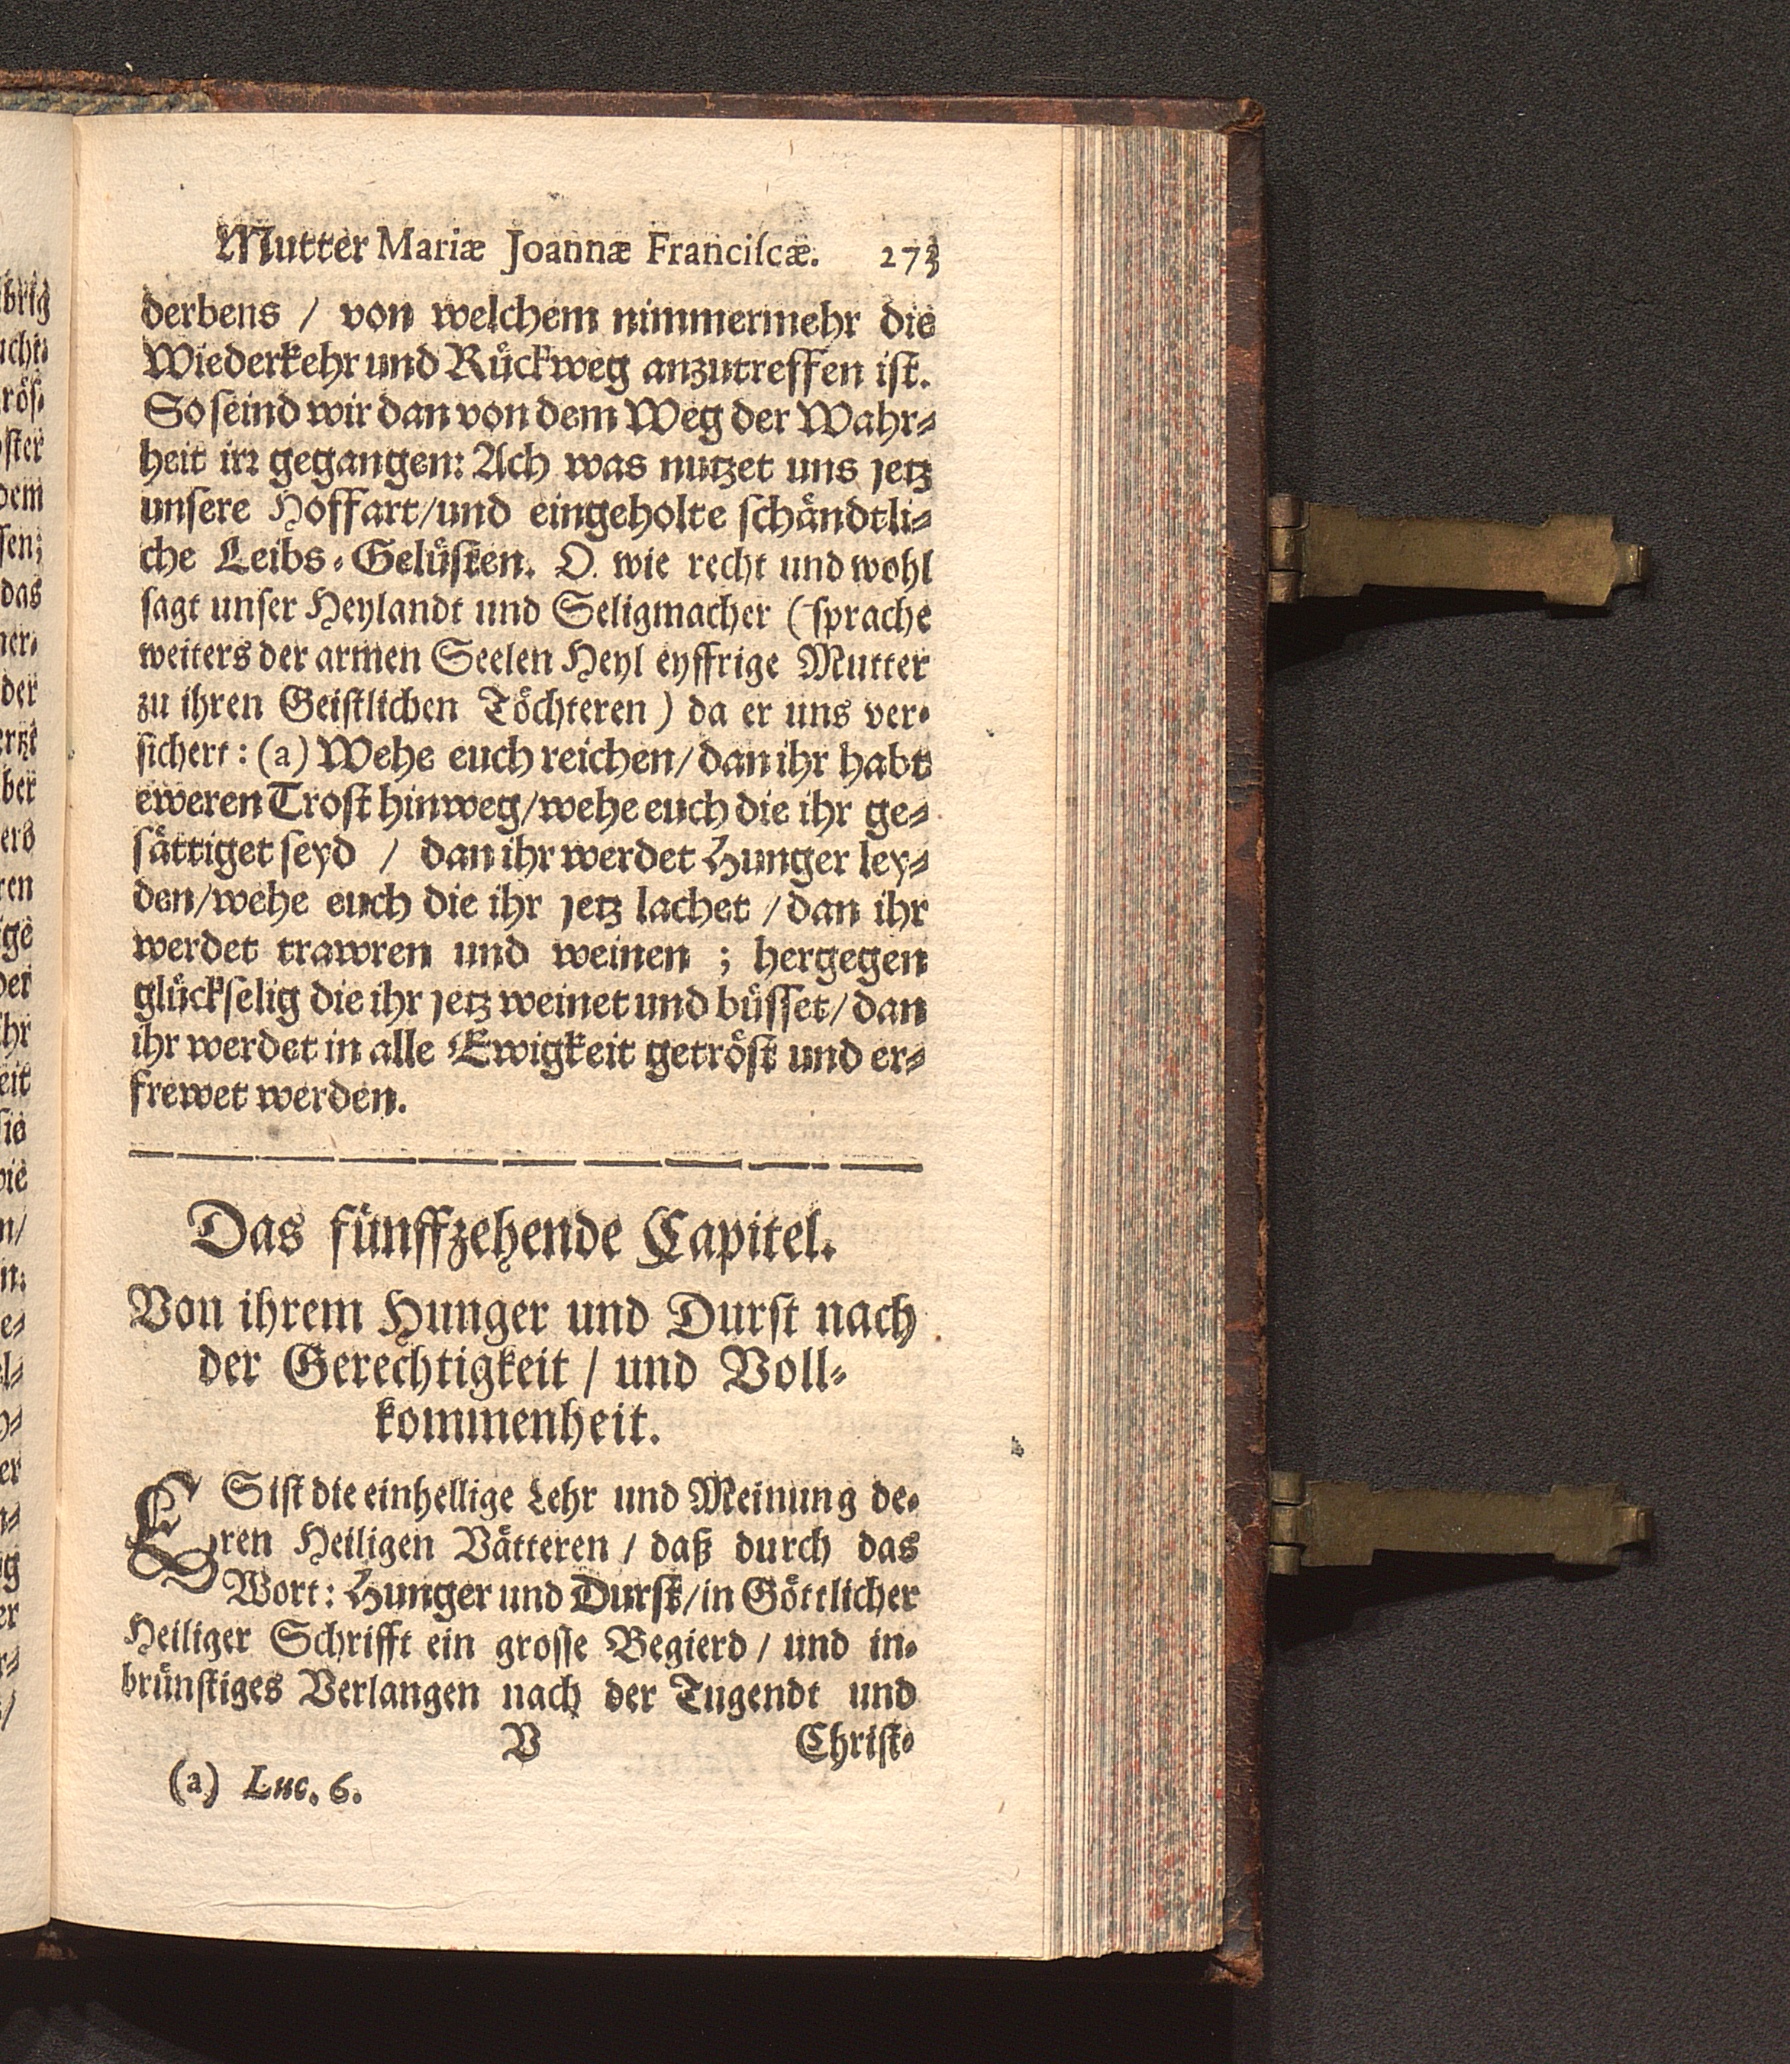 Mutter Mariæ Joannæ Franciſcæ. 273
derbens / von welchem nimmermehr die
Wiederkehr und Rückweg anzutreffen iſt.
So ſeind wir dan von dem Weg der Wahr-
heit irꝛ gegangen: Ach was nutzet uns jetz
unſere Hoffart/und eingeholte ſchändtli-
che Leibs-Gelüſten. O wie recht und wohl
ſagt unſer Heylandt und Seligmacher (ſprache
weiters der armen Seelen Heyl eyffrige Mutter
zu ihren Geiſtlichen Töchteren) da er uns ver-
ſichert: (a) Wehe euch reichen/dan ihr habt
eweren Troſt hinweg/wehe euch die ihr ge-
ſättiget ſeyd / dan ihr werdet Hunger ley-
den/wehe euch die ihr jetz lachet /dan ihr
werdet trawren und weinen ; hergegen
glückſelig die ihr jetz weinet und büſſet/dan
ihr werdet in alle Ewigkeit getröſt und er-
frewet werden.
Das fünffzehende Capitel.
Von ihrem Hunger und Durſt nach
der Gerechtigkeit / und Voll-
kommenheit.
ES iſt die einhellige Lehr und Meinung de-
ren Heiligen Vätteren / daß durch das
Wort: Hunger und Durſt/in Göttlicher
Heiliger Schrifft ein groſſe Begierd / und in-
brünſtiges Verlangen nach der Tugendt und
V Chriſt-
(a) Luc. 6.